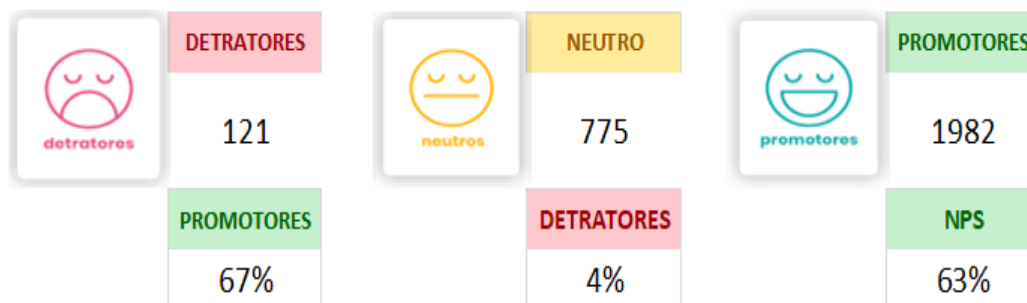 DETRATORES
NEUTRO
PROMOTORES
detratores
121
neutros
775
promotores
1982
PROMOTORES
DETRATORES
NPS
67%
4%
63%